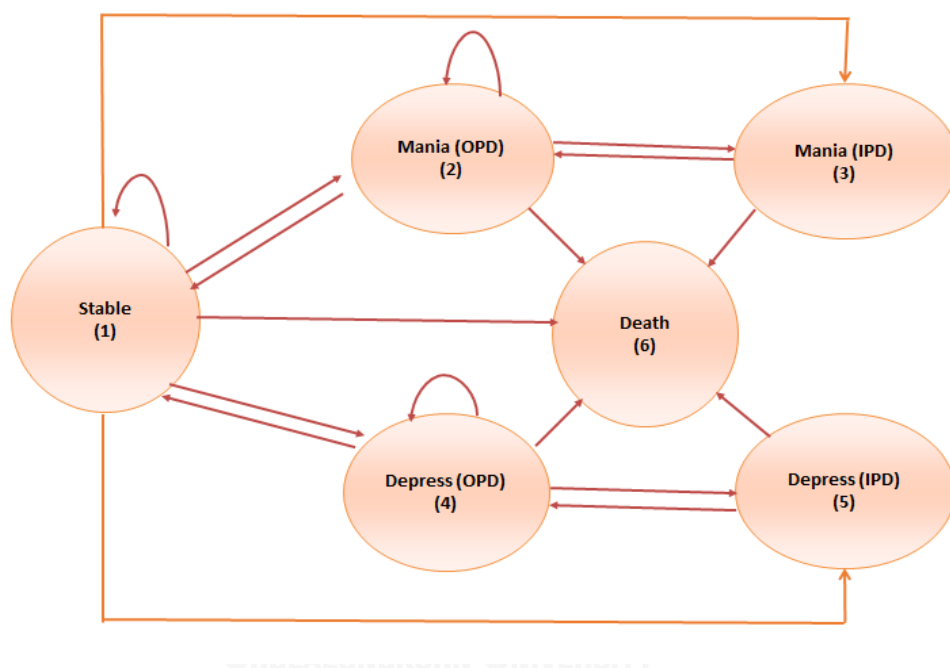 Mania (OPD)
(2)
Mania (IPD)
(3)
Stable
(1)
Death
(6)
Depress (OPD)
(4)
Depress (IPD)
(5)